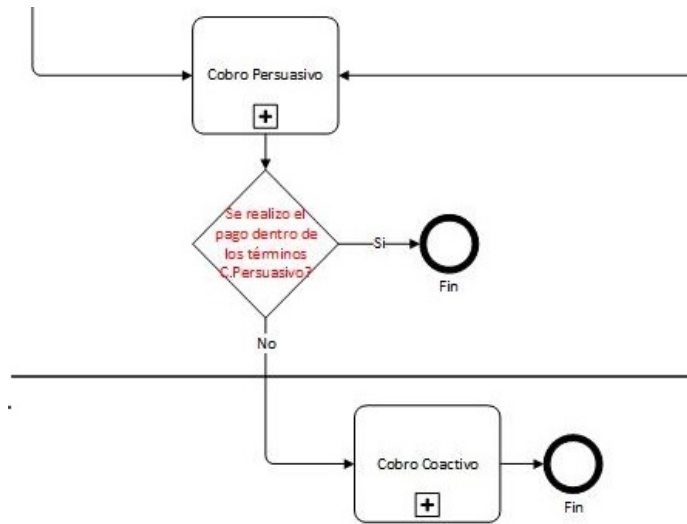 Cobro Persuasivo
Se realizo el
pago dentro de
los términos
C.Persuasivo?
Si
Fin
No
Cobro Coactivo
Fin